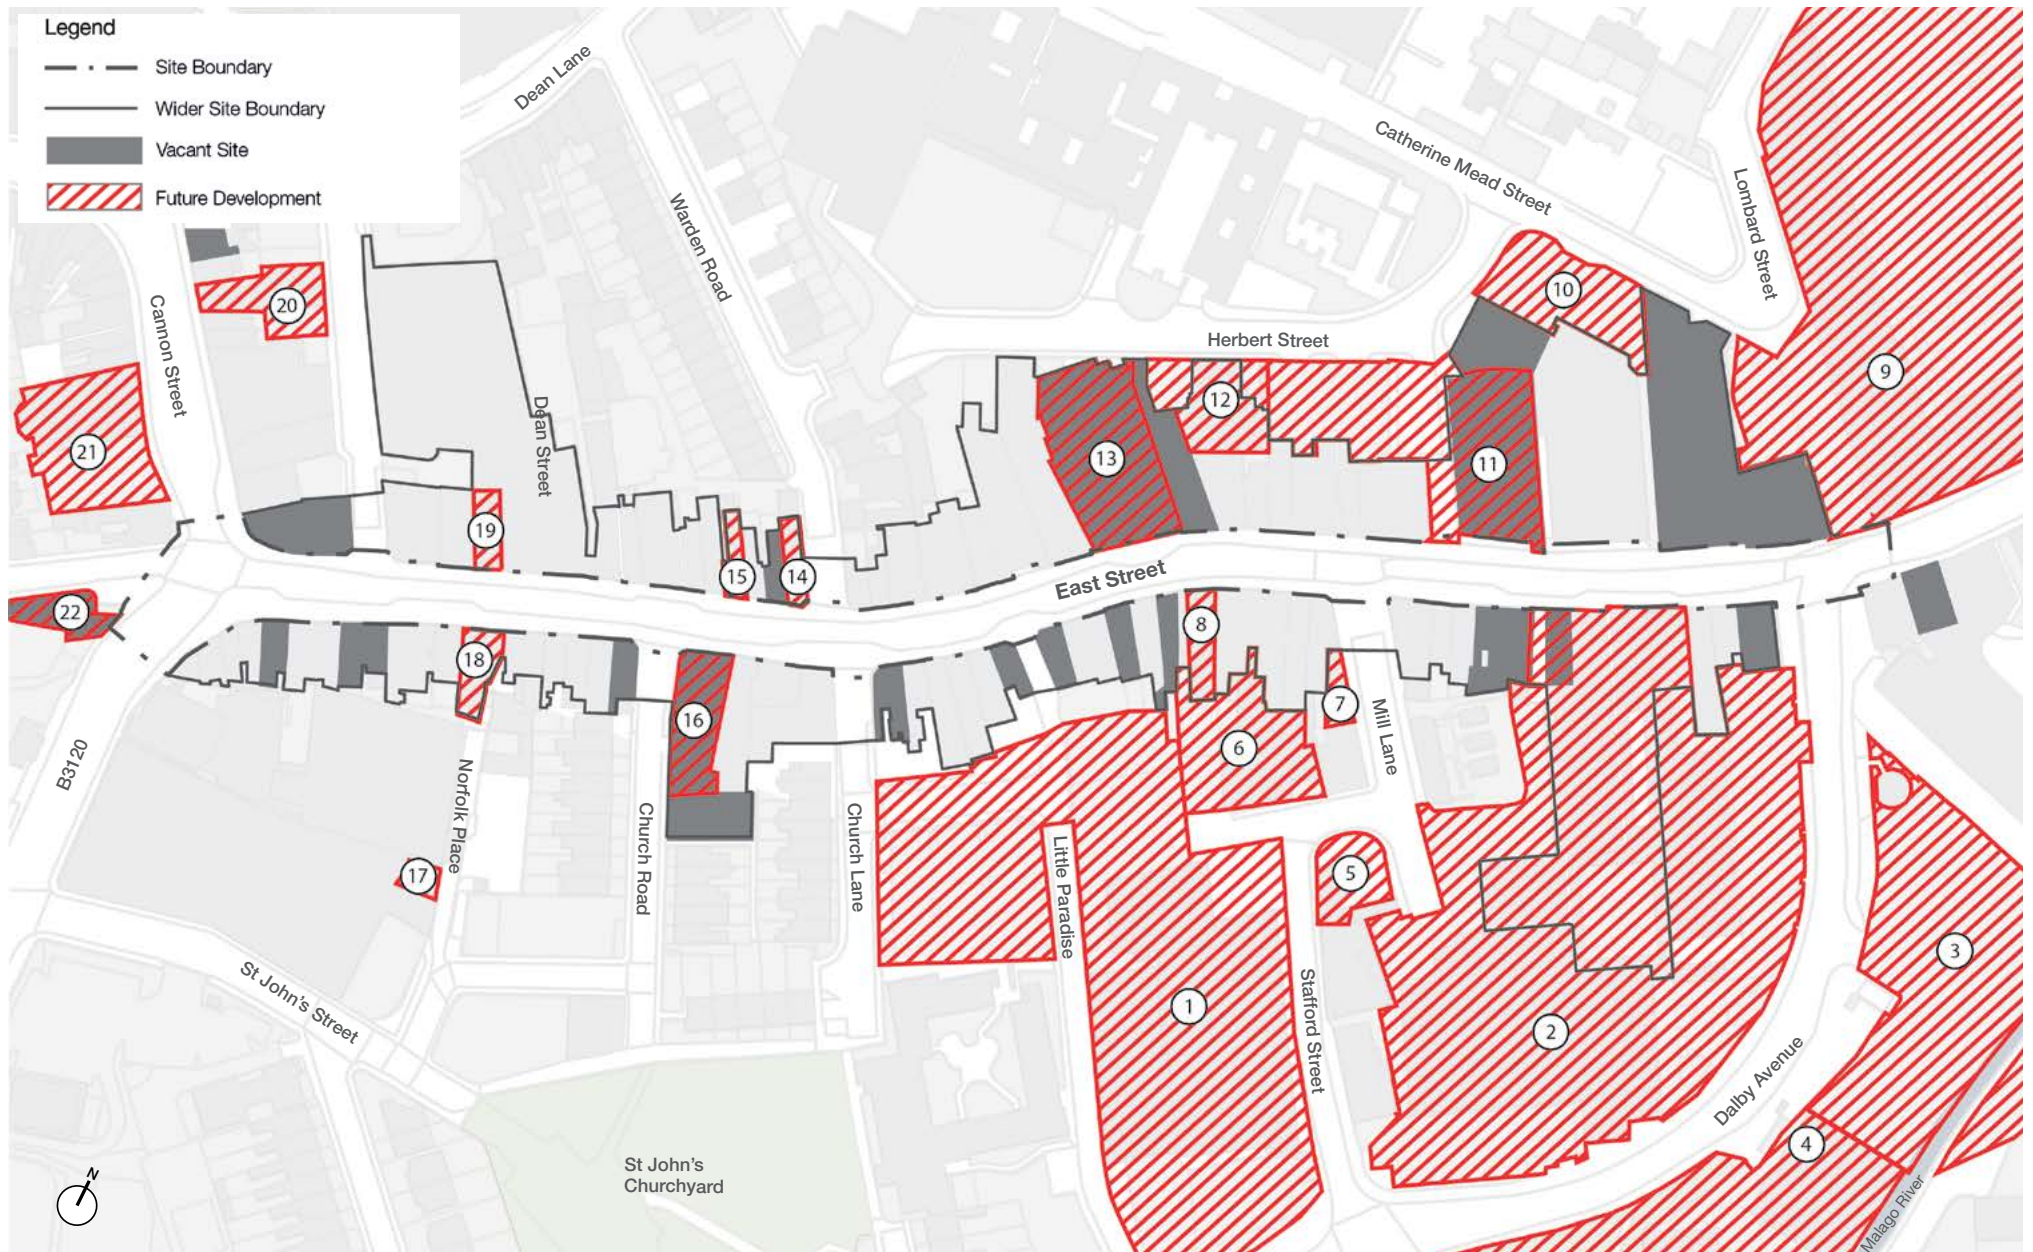 Legend
Site Boundary
Wider Site Boundary
Vacant Site
Future Development
Dean Lane
Catherine Mead Street
Lombard Street
Warden Road
Cannon Street
20
10
Herbert Street
9
21
12
Dean Street
13
11
19
15
14
East Street
22
8
18
16
7
Mill Lane
6
B3120
Norfolk Place
Church Road
Church Lane
Little Paradise
5
17
3
St John's Street
Stafford Street
1
2
Dalby Avenue
4
St John's
Churchyard
Malago River
N